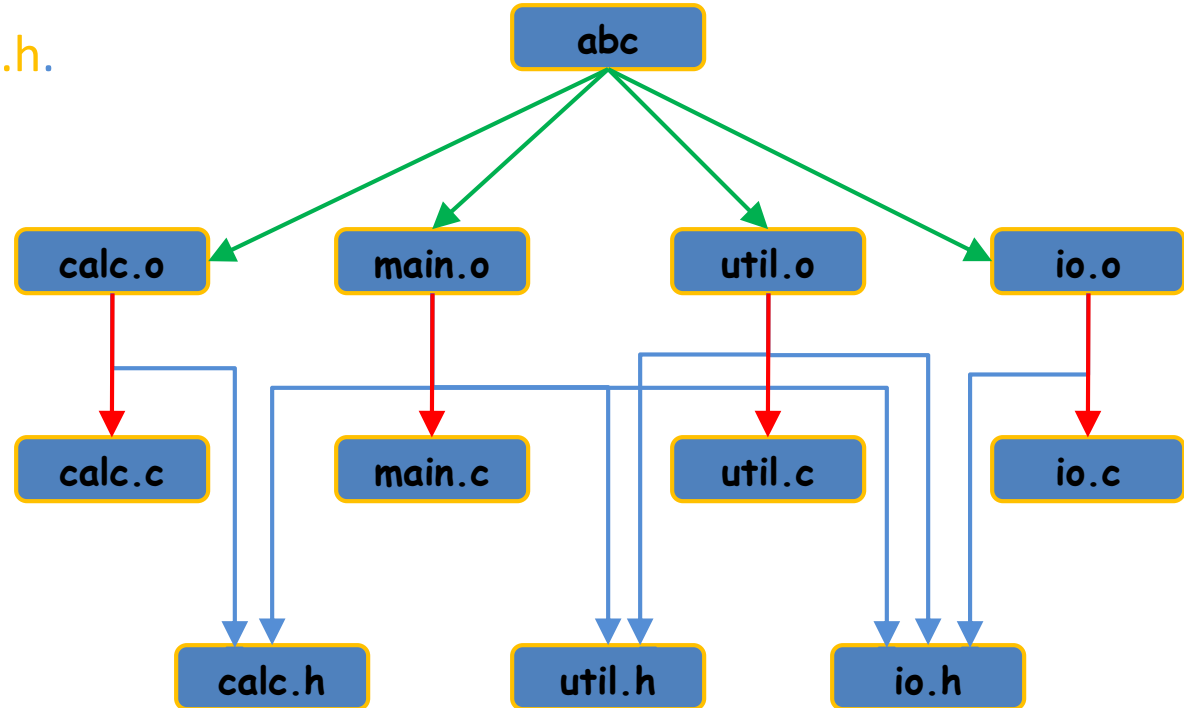 .h.
abc
calc.o main.o util.o io.o
calc.c main.c util.c io.c
calc.h util.h io.h